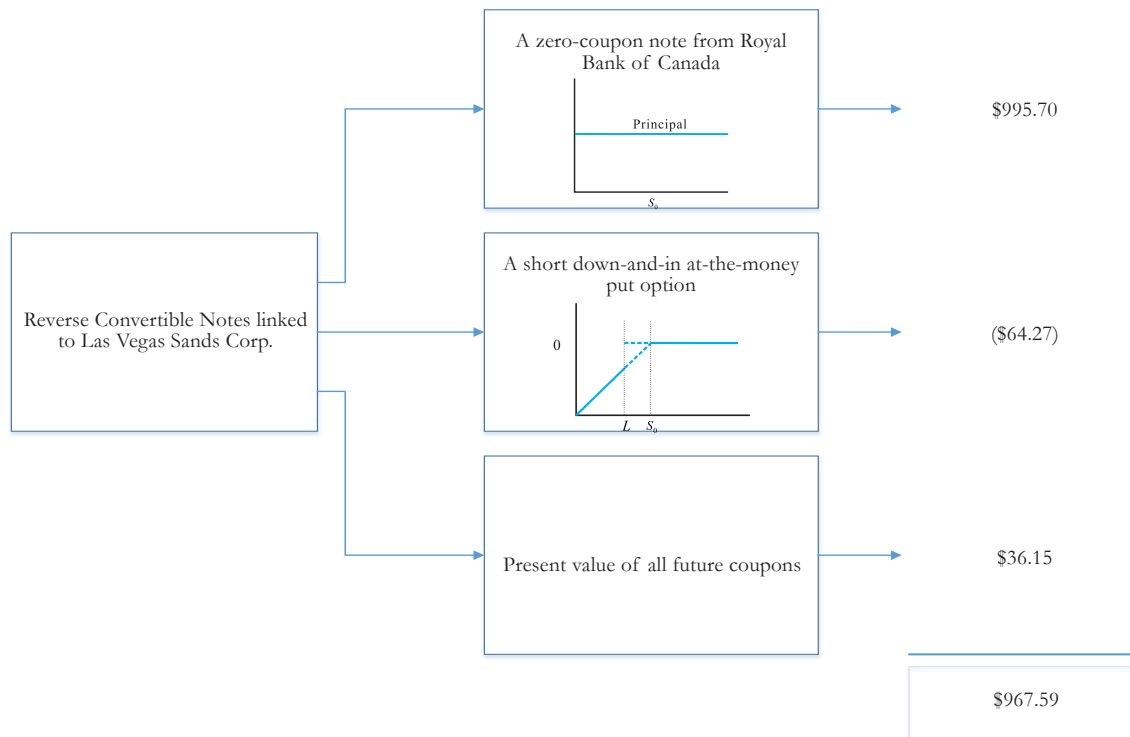 A zero-coupon note from Royal
Bank of Canada
Principal
S₀
$995.70
Reverse Convertible Notes linked
to Las Vegas Sands Corp.
A short down-and-in at-the-money
put option
0
L S₀
($64.27)
Present value of all future coupons
$36.15
$967.59